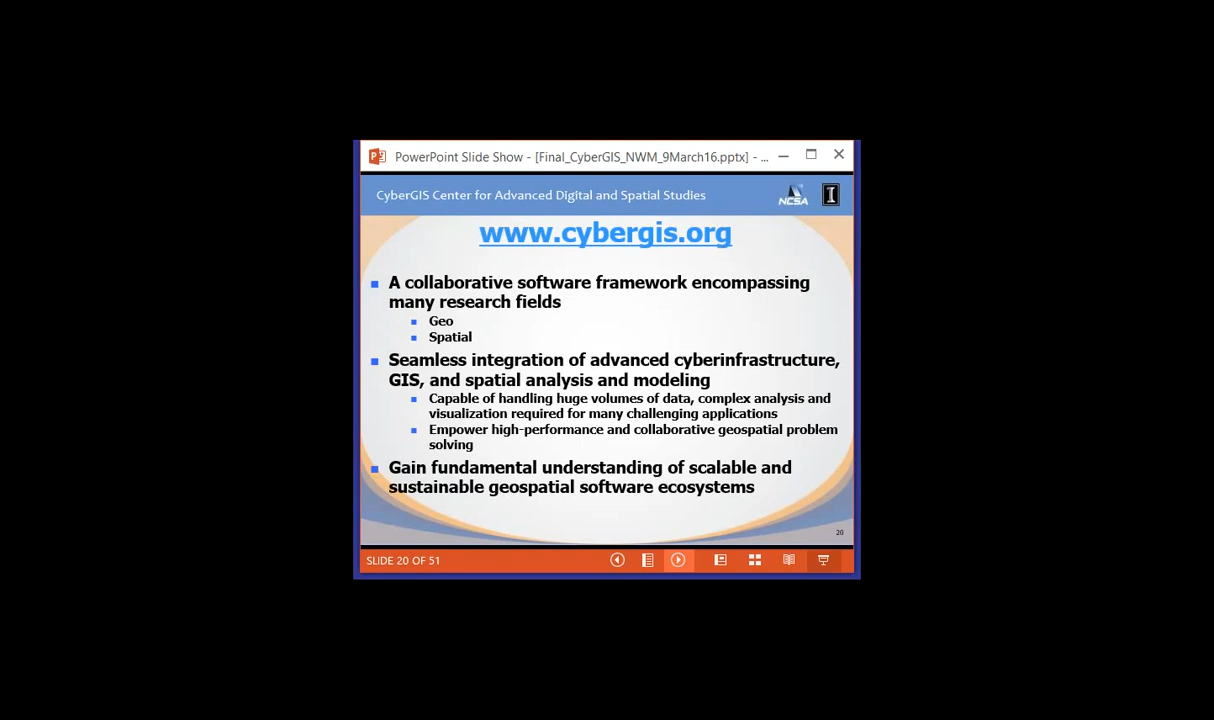 PowerPoint Slide Show - [Final_CyberGIS_NWM_9March16.pptx] - ...
CyberGIS Center for Advanced Digital and Spatial Studies
NCSA
I
www.cybergis.org
A collaborative software framework encompassing
many research fields
Geo
Spatial
Seamless integration of advanced cyberinfrastructure,
GIS, and spatial analysis and modeling
Capable of handling huge volumes of data, complex analysis and
visualization required for many challenging applications
Empower high-performance and collaborative geospatial problem
solving
Gain fundamental understanding of scalable and
sustainable geospatial software ecosystems
20
SLIDE 20 OF 51